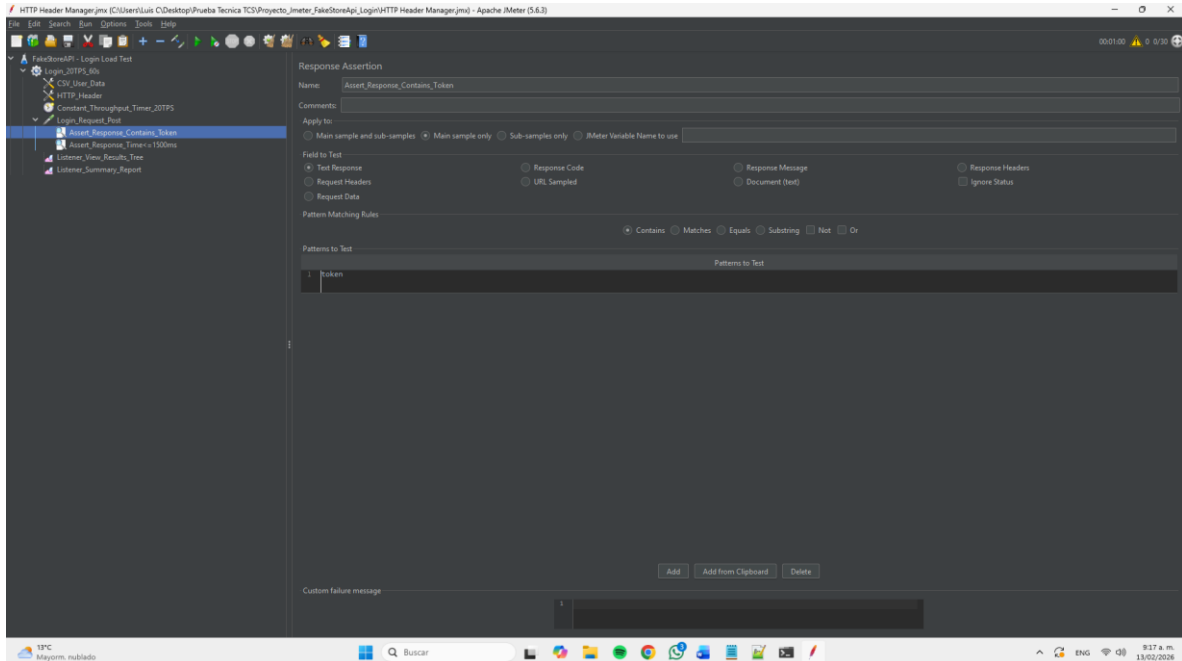 HTTP Header Manager.jmx (C:\Users\Luis C\Desktop\Prueba Tecnica TCS\Proyecto_Jmeter_FakeStoreApi_Login\HTTP Header Manager.jmx) - Apache JMeter (5.6.3)
File Edit Search Run Options Tools Help
00:01:00 0 0/30
FakeStoreAPI - Login Load Test
Login_20TPS_60s
CSV_User_Data
HTTP_Header
Constant_Throughput_Timer_20TPS
Login_Request_Post
Assert_Response_Contains_Token
Assert_Response_Time<=1500ms
Listener_View_Results_Tree
Listener_Summary_Report
Response Assertion
Name: Assert_Response_Contains_Token
Comments:
Apply to:
Main sample and sub-samples Main sample only Sub-samples only JMeter Variable Name to use
Field to Test
Text Response Response Code Response Message Response Headers
Request Headers URL Sampled Document (text) Ignore Status
Request Data
Pattern Matching Rules
Contains Matches Equals Substring Not Or
Patterns to Test
Patterns to Test
1 token
Add Add from Clipboard Delete
Custom failure message
1
13°C
Mayorm. nublado
Buscar
ENG
9:17 a. m.
13/02/2026